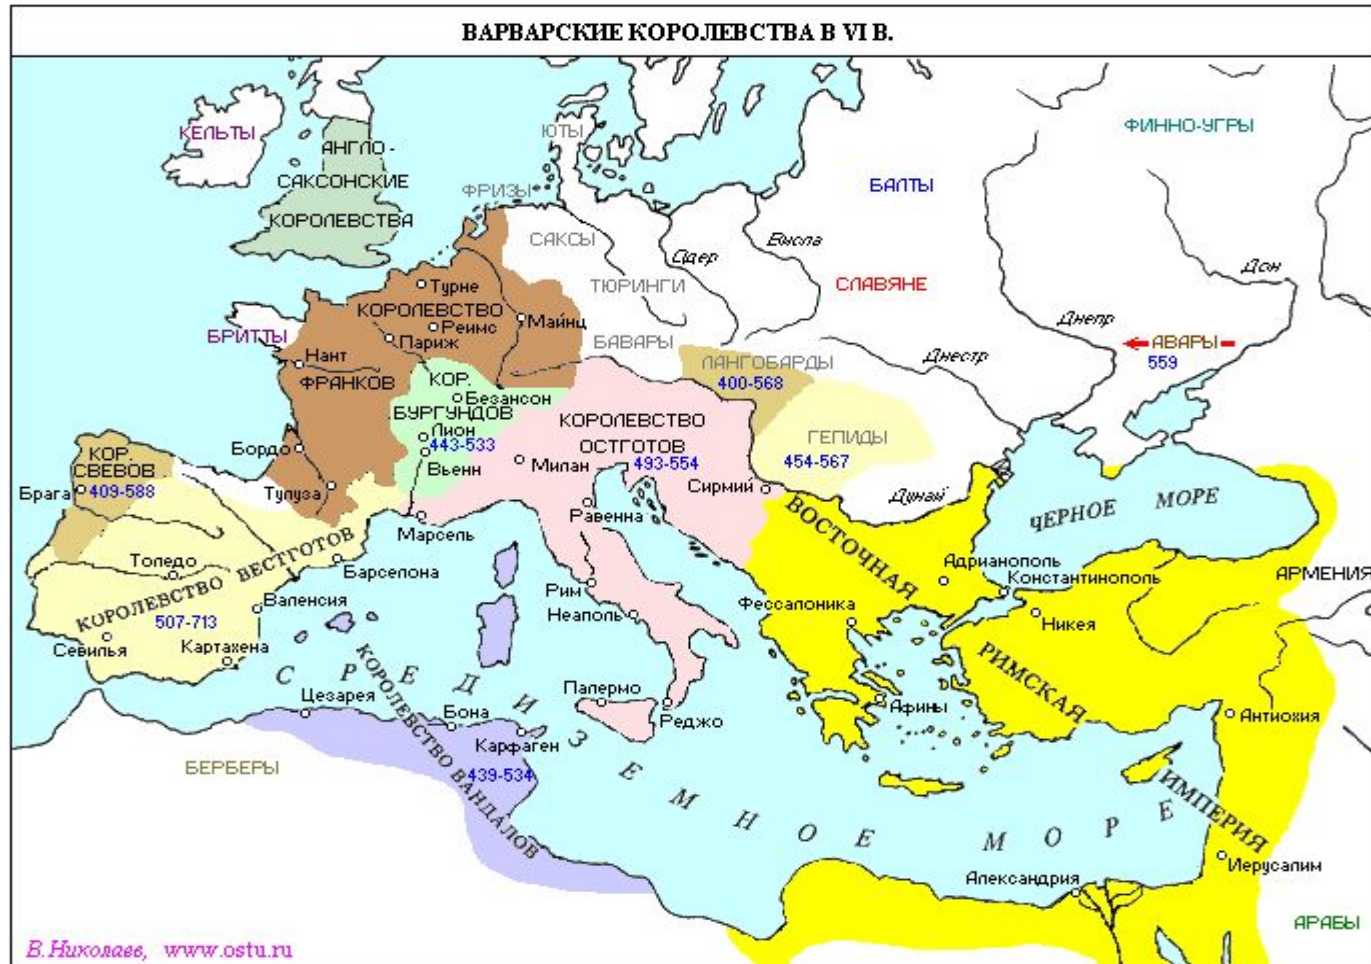 ВАРВАРСКИЕ КОРОЛЕВСТВА В VI В.
КЕЛЬТЫ
АНГЛО-
САКСОНСКИЕ
КОРОЛЕВСТВА
ЮТЫ
ФРИЗЫ
САКСЫ
ТЮРИНГИ
БАВАРЫ
ФИННО-УГРЫ
БАЛТЫ
СЛАВЯНЕ
Одер
Висла
Дон
Днепр
Днестр
АВАРЫ
559
БРИТТЫ
Турне
КОРОЛЕВСТВО
Реимс
Майнц
Париж
Нант
ФРАНКОВ
КОР.
Безансон
БУРГУНДОВ
Лион
443-533
Вьенн
Бордо
Тулуза
ЛАНГОБАРДЫ
400-568
ГЕПИДЫ
454-567
КОРОЛЕВСТВО
ОСТГОТОВ
493-554
Милан
Сирмий
Равенна
Марсель
Рим
Неаполь
Палермо
Реджо
КОР.
СВЕВОВ
409-588
Брага
Толедо
КОРОЛЕВСТВО ВЕСТГОТОВ
507-713
Барселона
Валенсия
Севилья
Картахена
Дунай
ЧЕРНОЕ МОРЕ
ВОСТОЧНАЯ
РИМСКАЯ
ИМПЕРИЯ
Адрианополь
Константинополь
Фессалоника
Никея
Афины
АРМЕНИЯ
Антиохия
Иерусалим
Александрия
АРАБЫ
СРЕДИЗЕМНОЕ МОРЕ
КОРОЛЕВСТВО ВАНДАЛОВ
439-534
Цезарея
Бона
Карфаген
БЕРБЕРЫ
В.Николаев, www.ostu.ru